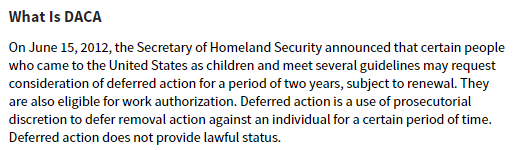 What Is DACA
On June 15, 2012, the Secretary of Homeland Security announced that certain people
who came to the United States as children and meet several guidelines may request
consideration of deferred action for a period of two years, subject to renewal. They
are also eligible for work authorization. Deferred action is a use of prosecutorial
discretion to defer removal action against an individual for a certain period of time.
Deferred action does not provide lawful status.